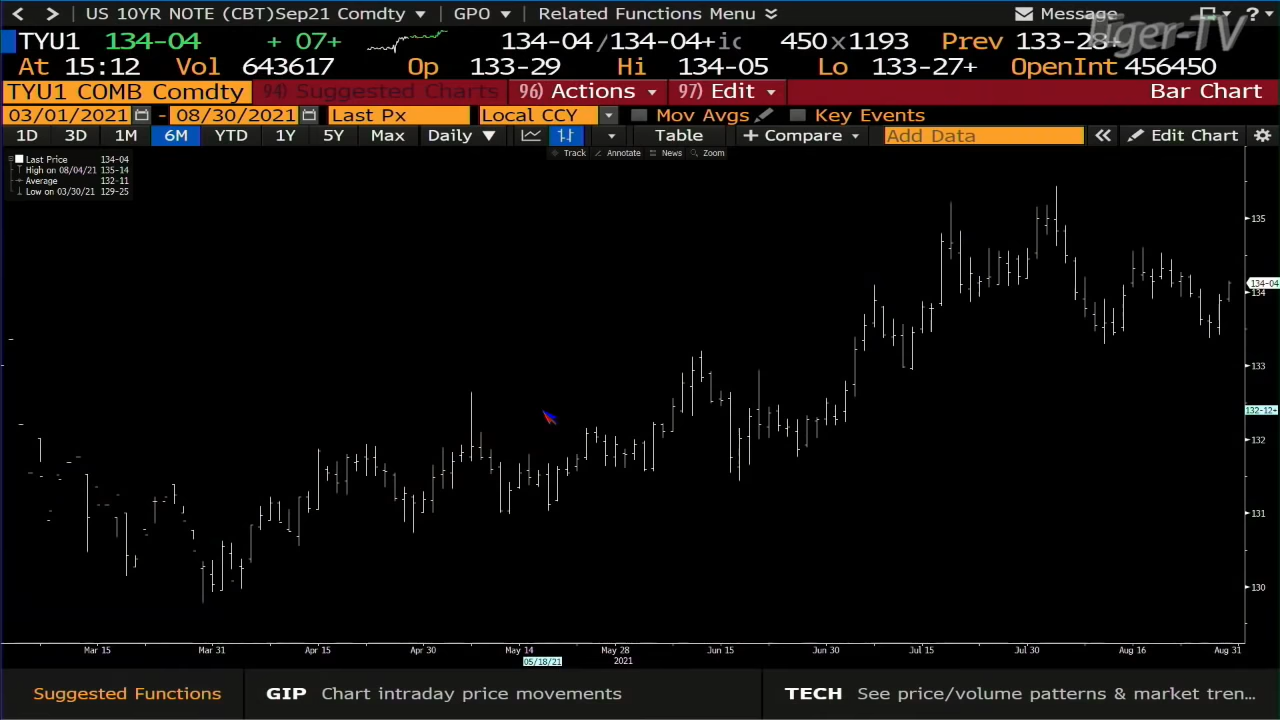 < > US 10YR NOTE (CBT)Sep21 Comdty GPO Related Functions Menu Message ?
TYU1 134-04 + 07+ 134-04/134-04+ic 450x1193 Prev 133-28+
Tiger-TV
At 15:12 Vol 643617 Op 133-29 Hi 134-05 Lo 133-27+ OpenInt 456450
TYU1 COMB Comdty 94) Suggested Charts 96) Actions 97) Edit Bar Chart
03/01/2021 - 08/30/2021 Last Px Local CCY Mov Avgs Key Events
1D 3D 1M 6M YTD 1Y 5Y Max Daily Table + Compare Add Data « Edit Chart
Track Annotate News Zoom
Last Price 134-04
High on 08/04/21 135-14
Average 132-11
Low on 03/30/21 129-25
135
134-04
134
133
132-12+
132
131
130
Mar 15 Mar 31 Apr 15 Apr 30 May 14 May 28 Jun 15 Jun 30 Jul 15 Jul 30 Aug 16 Aug 31
05/18/21 2021
Suggested Functions GIP Chart intraday price movements TECH See price/volume patterns & market tren...